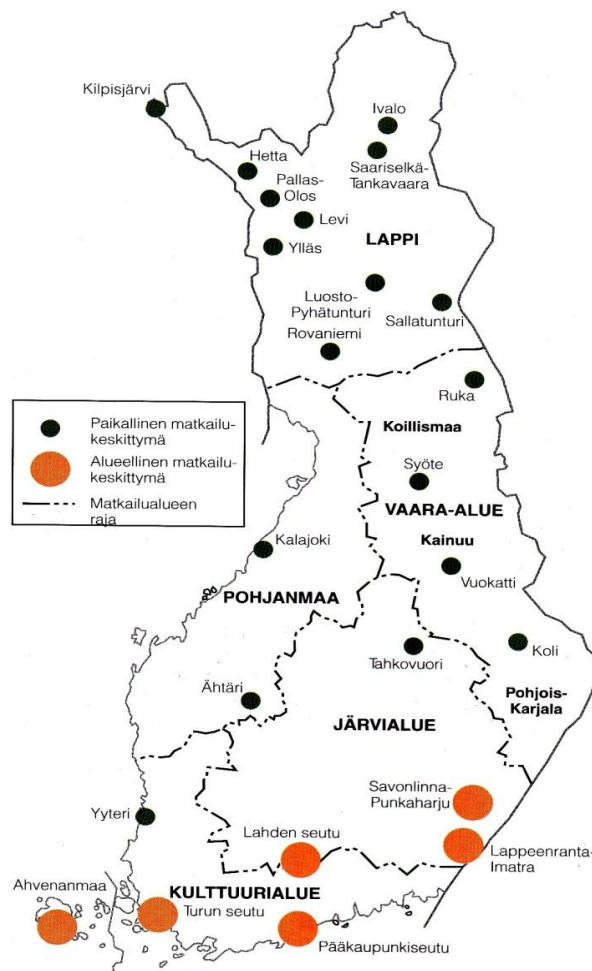 Kilpisjärvi
Ivalo
Hetta
Saariselkä-
Tankavaara
Pallas-
Olos
Levi
LAPPI
Ylläs
Luosto-
Pyhätunturi
Sallatunturi
Rovaniemi
Ruka
Paikallinen matkailu-
keskittymä
Alueellinen matkailu-
keskittymä
Matkailualueen
raja
Koillismaa
Syöte
VAARA-ALUE
Kainuu
Kalajoki
Vuokatti
POHJANMAA
Tahkovuori
Koli
Ähtäri
Pohjois-
Karjala
JÄRVIALUE
Savonlinna-
Punkaharju
Yyteri
Lahden seutu
Lappeenranta-
Imatra
Ahvenanmaa
KULTTUURIALUE
Turun seutu
Pääkaupunkiseutu